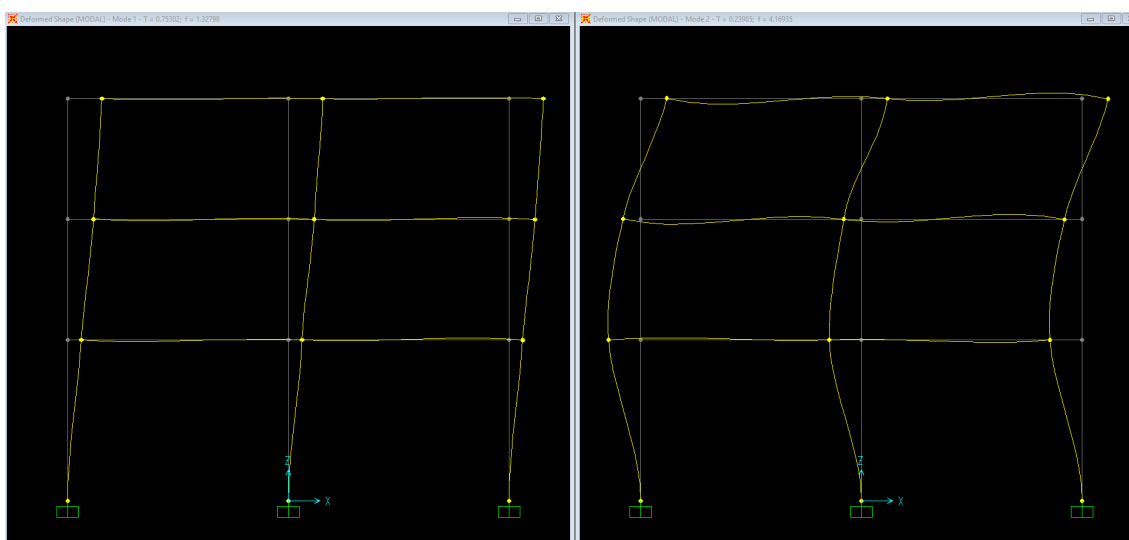 Deformed Shape (MODAL) - Mode 1 - T = 0.75302; f = 1.32798
Deformed Shape (MODAL) - Mode 2 - T = 0.23985; f = 4.16935
Z
X
Z
X